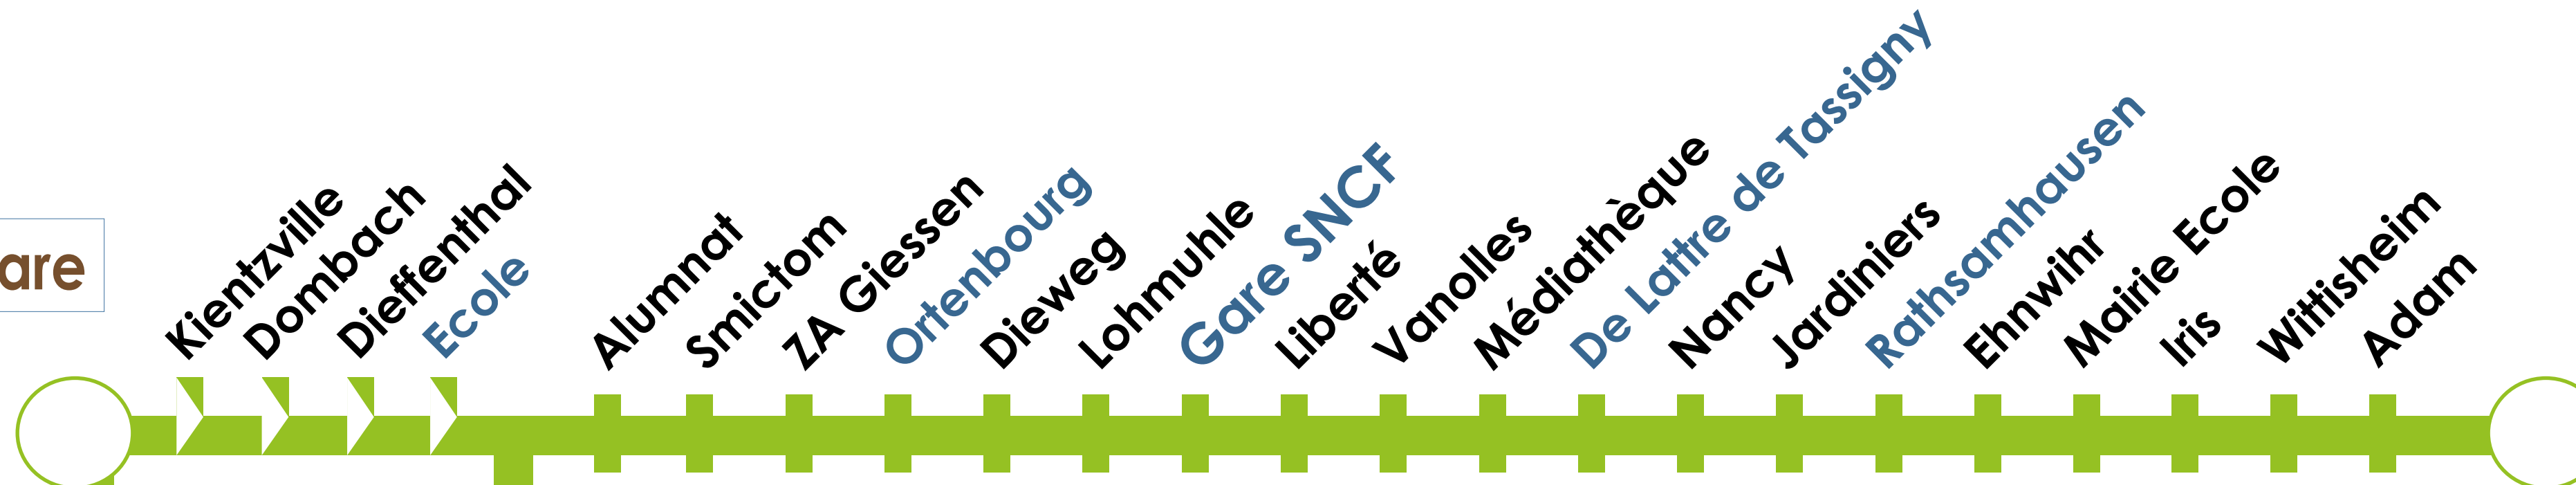 are
Kientzville
Dombach
Dieffenthal
Ecole
Alumnat
Smictom
ZA Giessen
Ortenbourg
Dieweg
Lohmuhle
Gare SNCF
Liberté
Vanolles
Médiathèque
De Lattre de Tassigny
Nancy
Jardiniers
Rathsamhausen
Ehnwihr
Mairie Ecole
Iris
Wittisheim
Adam